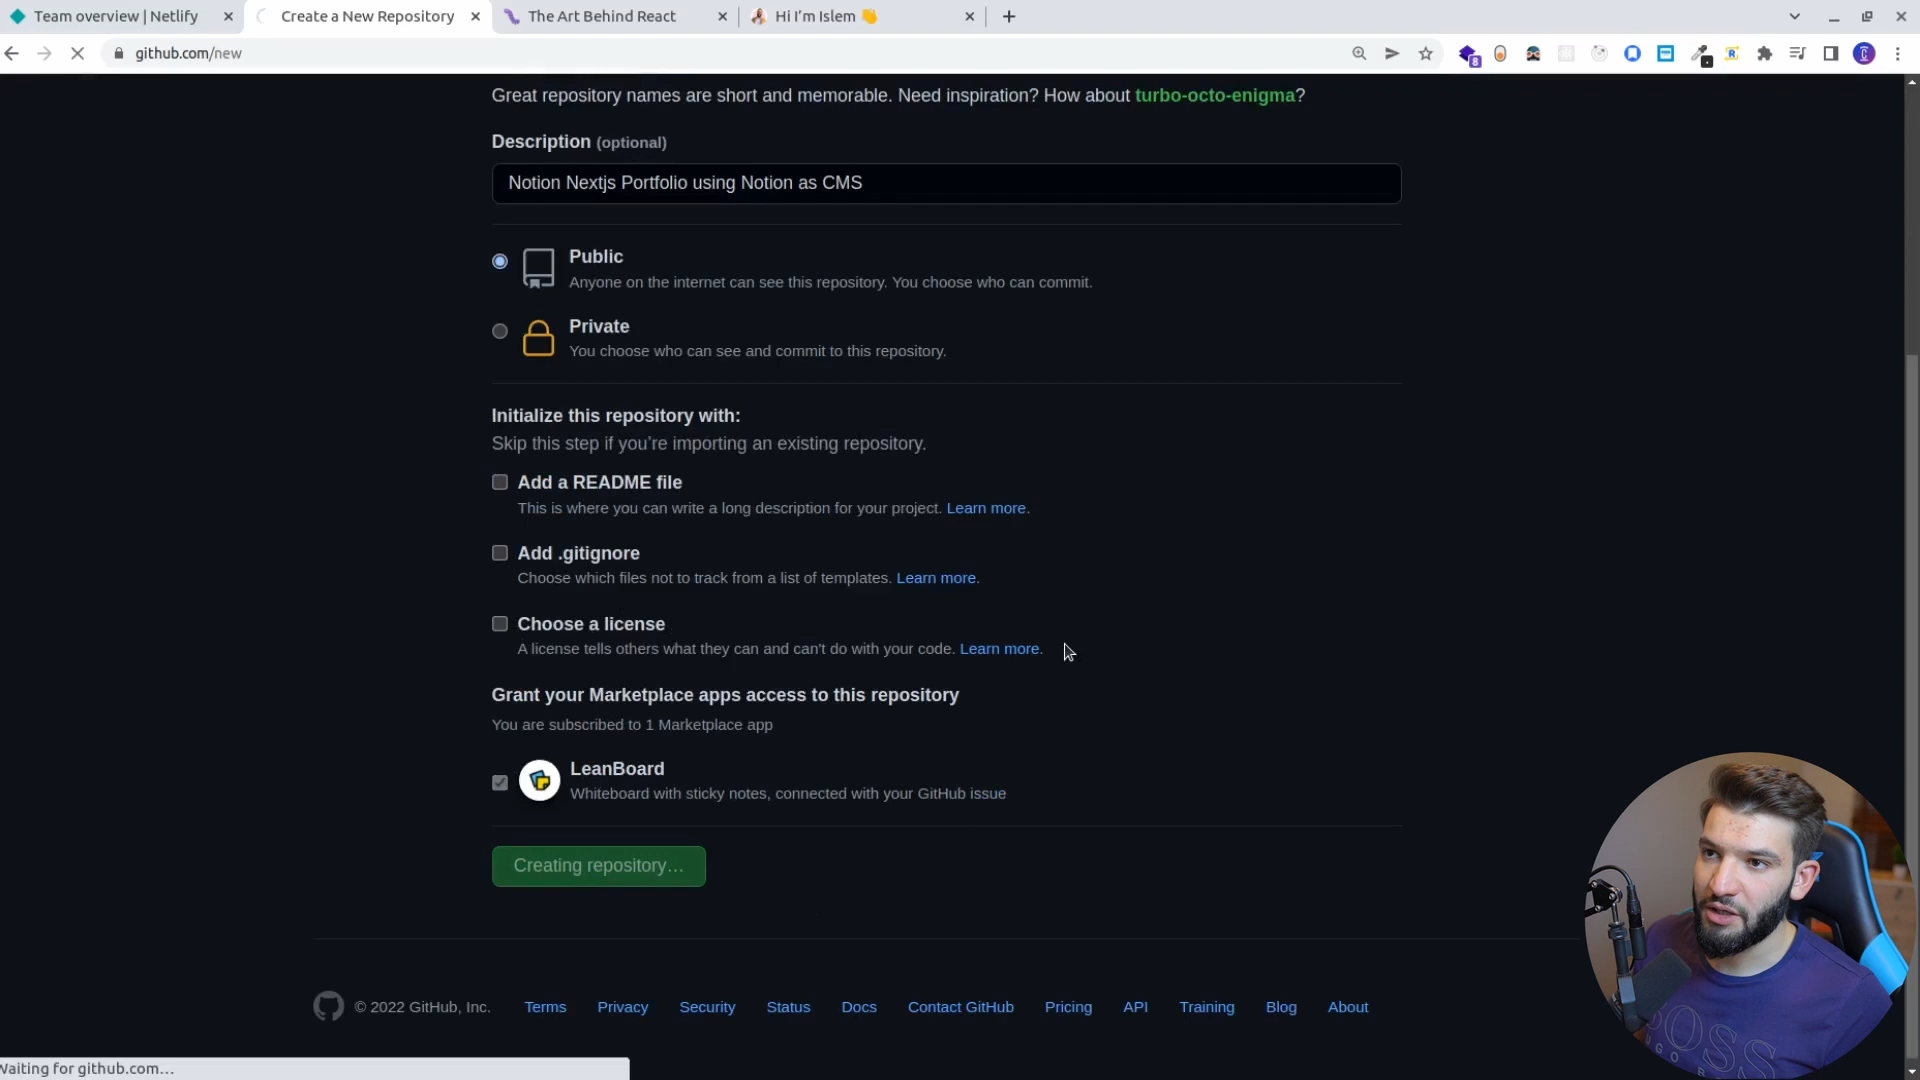 Team overview | Netlify
Create a New Repository
The Art Behind React
Hi I'm Islem 👋
github.com/new
8
Great repository names are short and memorable. Need inspiration? How about turbo-octo-enigma?
Description (optional)
Notion Nextjs Portfolio using Notion as CMS
Public
Anyone on the internet can see this repository. You choose who can commit.
Private
You choose who can see and commit to this repository.
Initialize this repository with:
Skip this step if you're importing an existing repository.
Add a README file
This is where you can write a long description for your project. Learn more.
Add .gitignore
Choose which files not to track from a list of templates. Learn more.
Choose a license
A license tells others what they can and can't do with your code. Learn more.
Grant your Marketplace apps access to this repository
You are subscribed to 1 Marketplace app
LeanBoard
Whiteboard with sticky notes, connected with your GitHub issue
Creating repository…
© 2022 GitHub, Inc. Terms Privacy Security Status Docs Contact GitHub Pricing API Training Blog About
Waiting for github.com...
BOSS